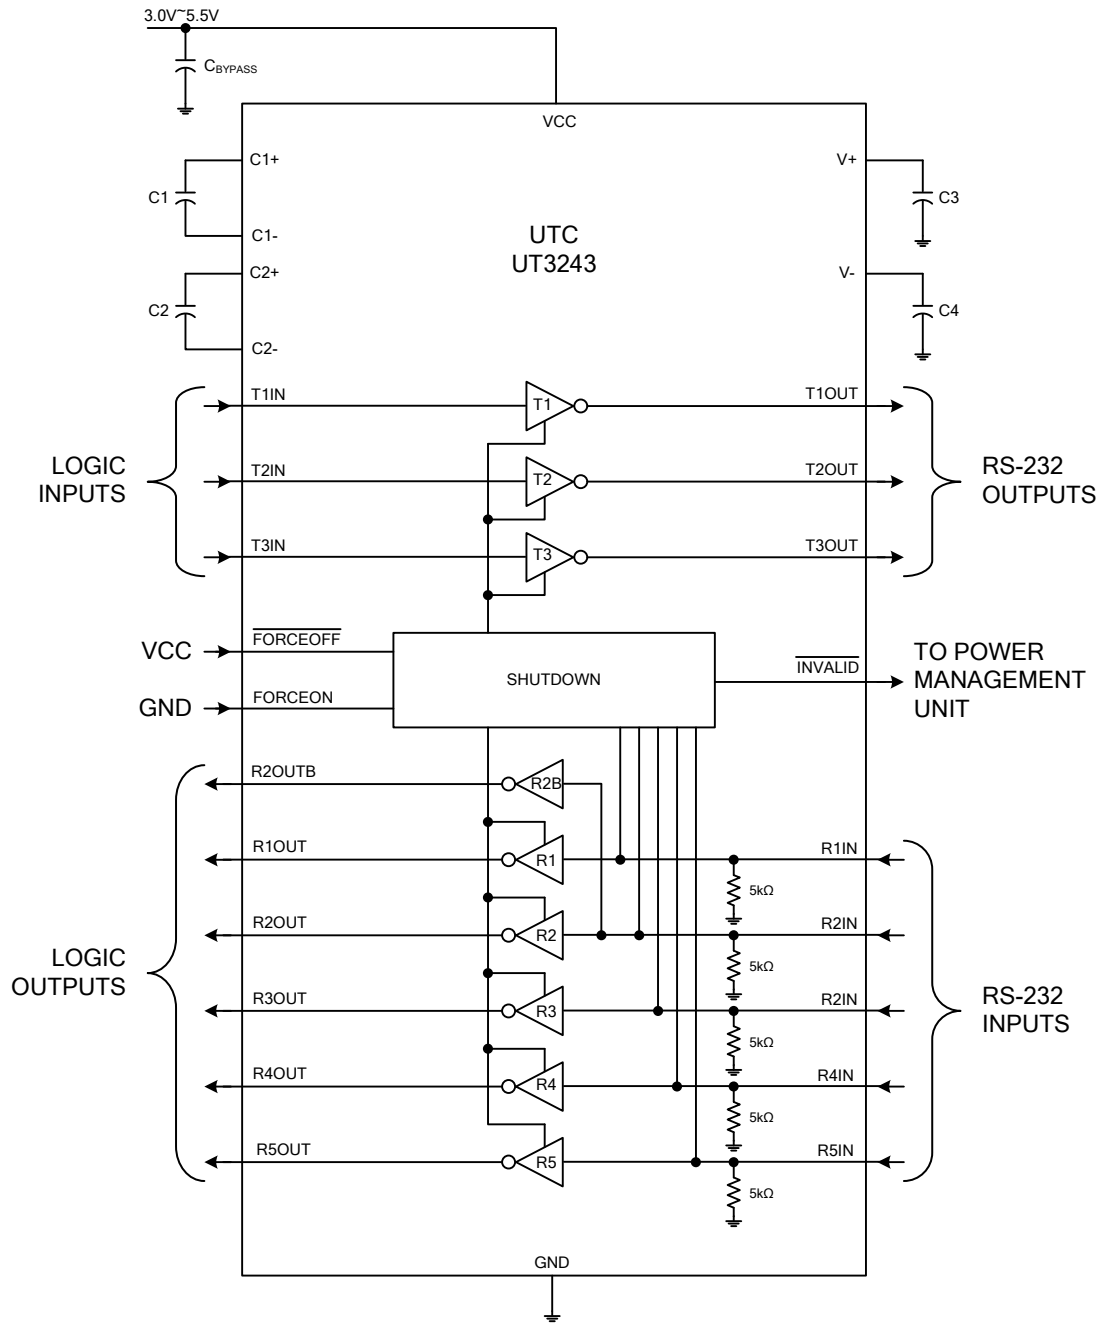 3.0V~5.5V
CBYPASS
VCC
C1+
V+
C1
C3
C1-
UTC
UT3243
C2+
V-
C2
C4
C2-
T1IN
T1
T1OUT
LOGIC
INPUTS
T2IN
T2
T2OUT
RS-232
OUTPUTS
T3IN
T3
T3OUT
VCC
FORCEOFF
SHUTDOWN
INVALID
TO POWER
MANAGEMENT
UNIT
GND
FORCEON
R2OUTB
R2B
R1OUT
R1
R1IN
5kΩ
R2OUT
R2
R2IN
5kΩ
LOGIC
OUTPUTS
R3OUT
R3
R2IN
5kΩ
RS-232
INPUTS
R4OUT
R4
R4IN
5kΩ
R5OUT
R5
R5IN
5kΩ
GND